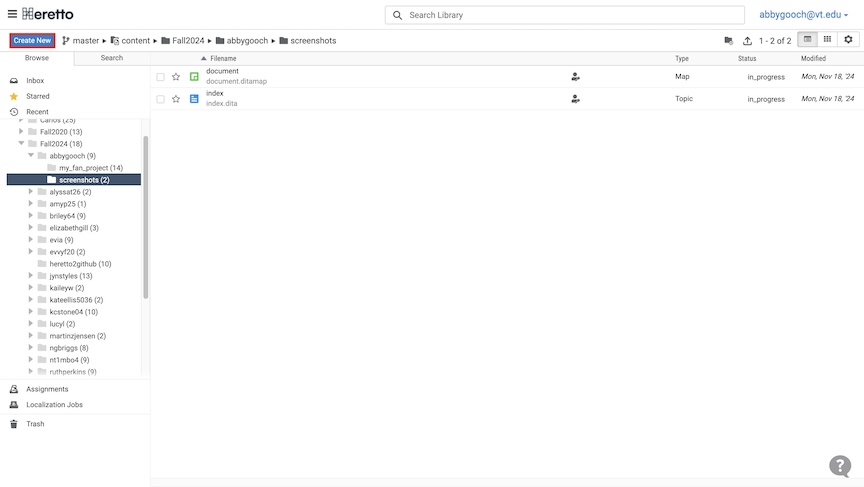 Heretto
Search Library
abbygooch@vt.edu
Create New
master ▸ content ▸ Fall2024 ▸ abbygooch ▸ screenshots
1 - 2 of 2
Browse
Search
Filename
Type
Status
Modified
Inbox
Starred
Recent
document
document.ditamap
Map
in_progress
Mon, Nov 18, '24
index
index.dita
Topic
in_progress
Mon, Nov 18, '24
Carlos (25)
Fall2020 (13)
Fall2024 (18)
abbygooch (9)
my_fan_project (14)
screenshots (2)
alyssat26 (2)
amyp25 (1)
briley64 (9)
elizabethgill (3)
evia (9)
evvyf20 (2)
heretto2github (10)
jynstyles (13)
kaileyw (2)
kateellis5036 (2)
kcstone04 (10)
lucyl (2)
martinzjensen (2)
ngbriggs (8)
nt1mbo4 (9)
ruthperkins (9)
Assignments
Localization Jobs
Trash
?